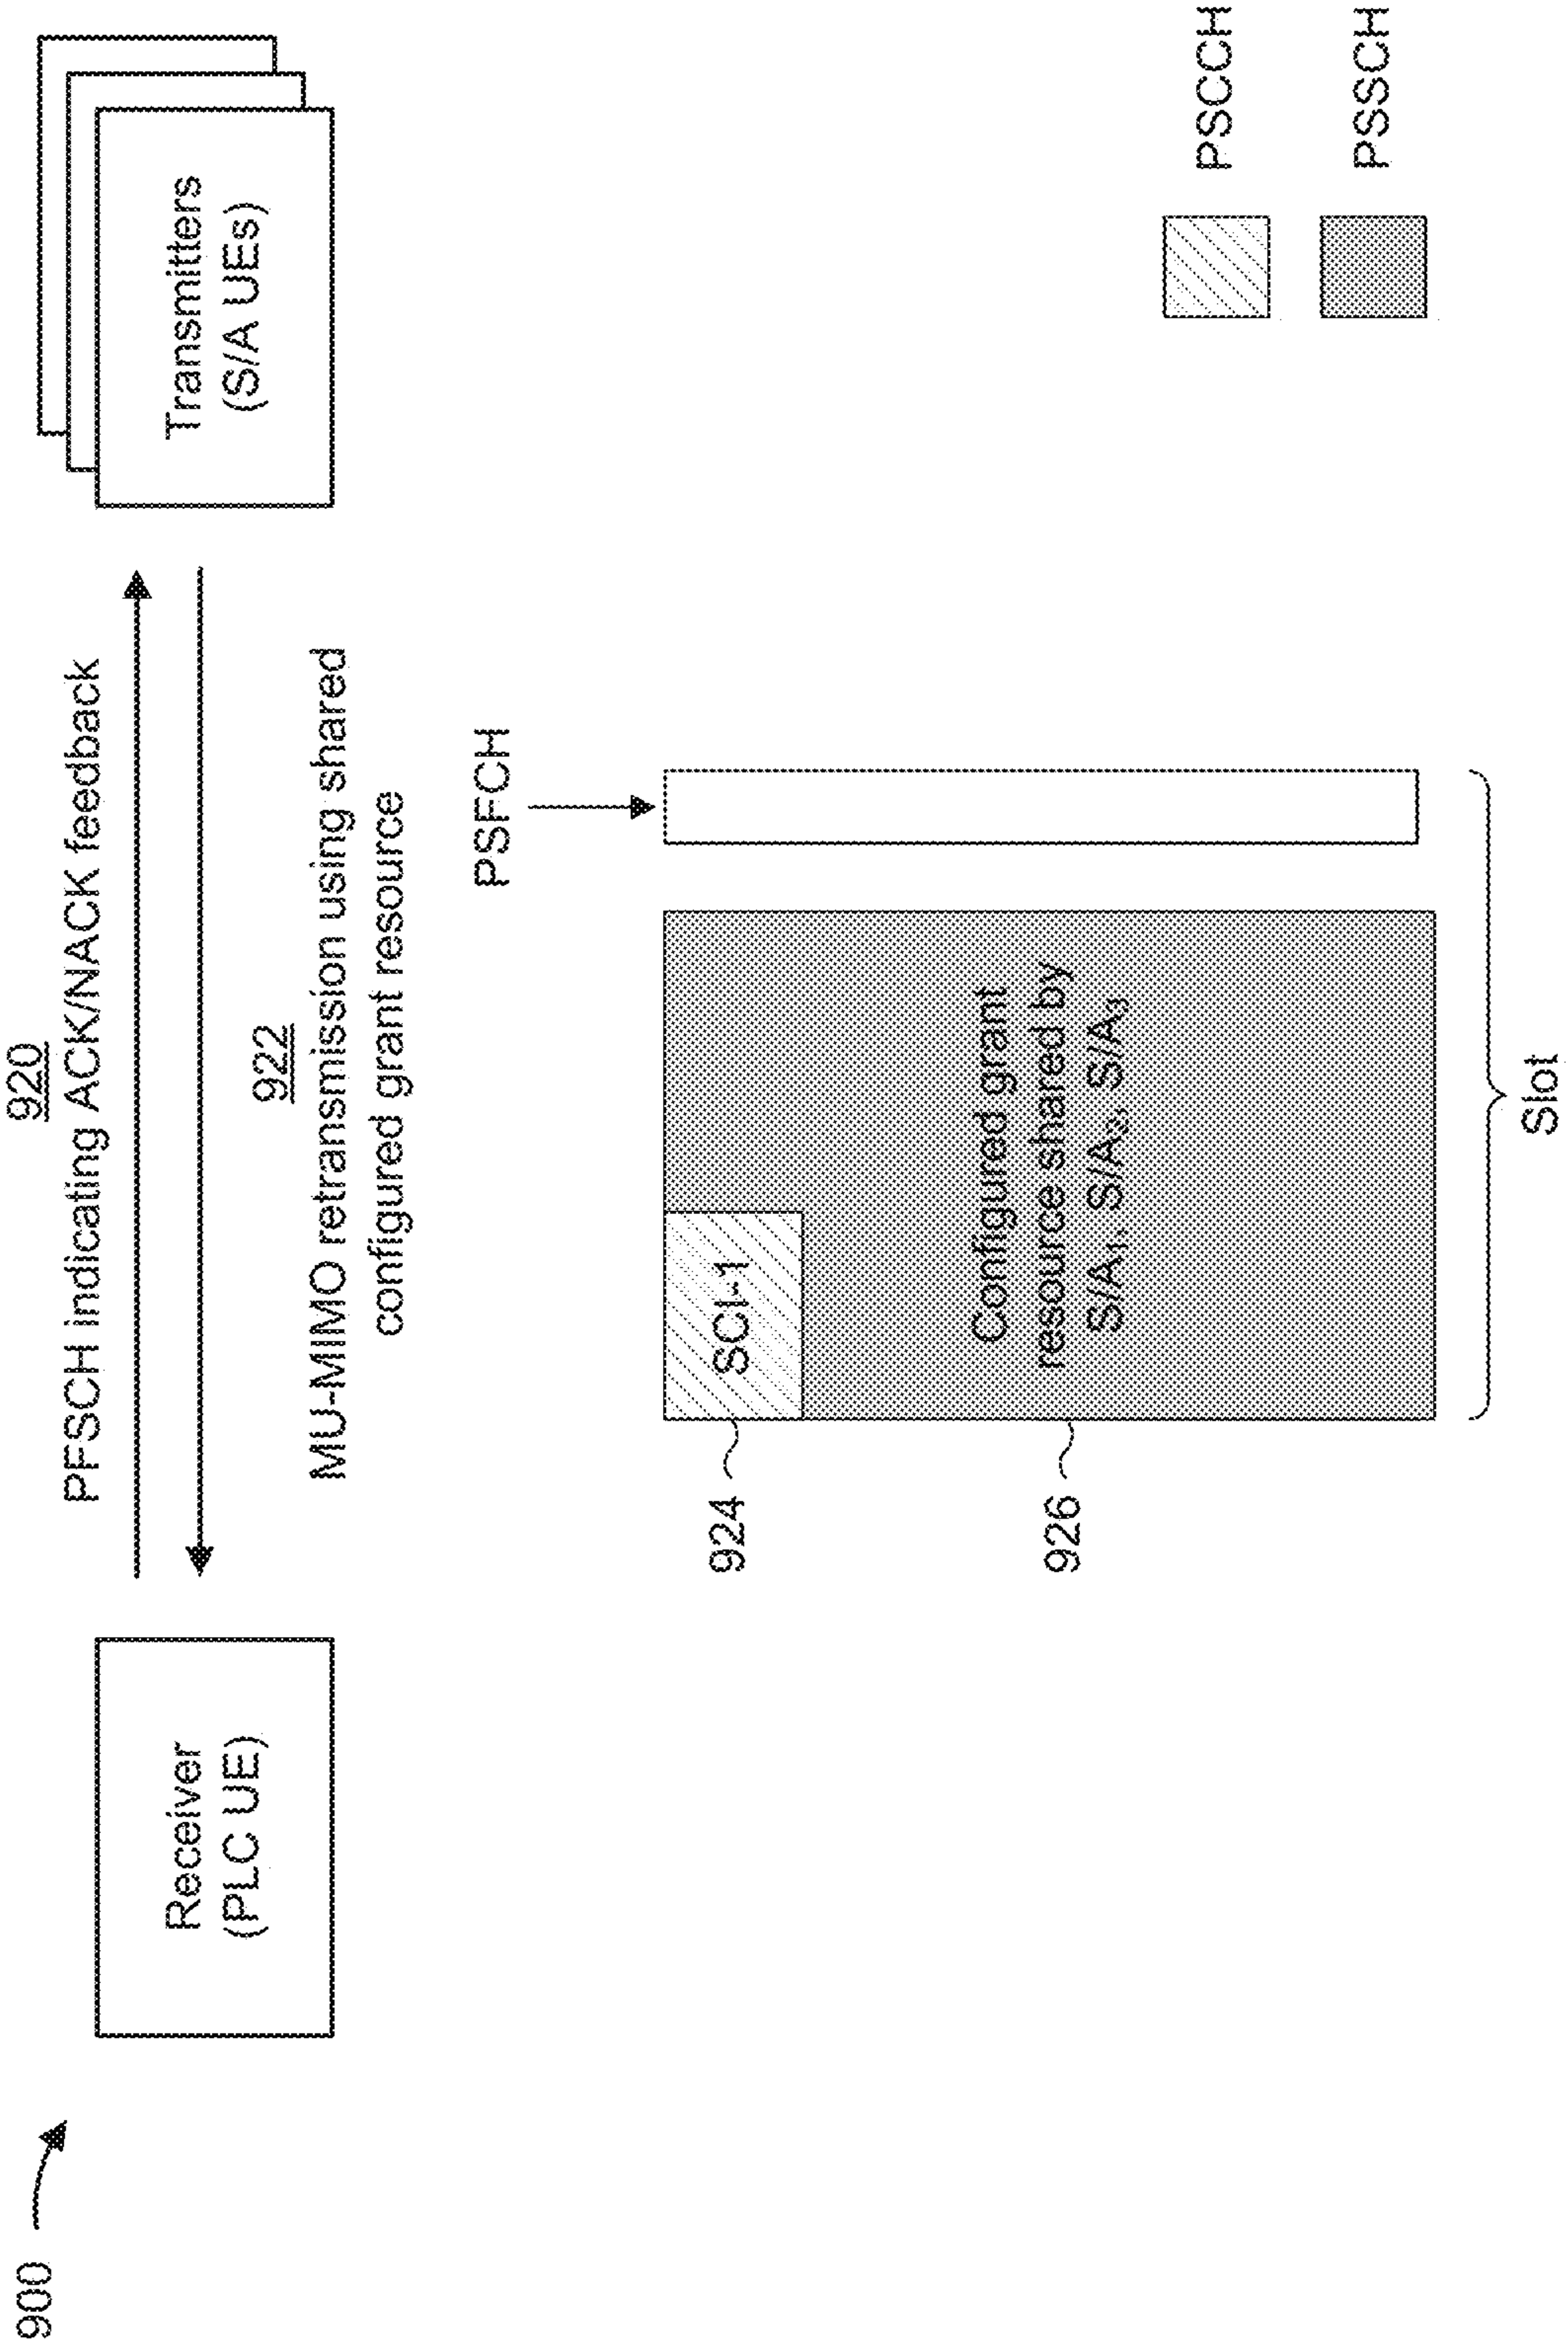 900
920
PFSCH indicating ACK/NACK feedback
Receiver
(PLC UE)
Transmitters
(S/A UEs)
922
MU-MIMO retransmission using shared
configured grant resource
PSFCH
924
SCI-1
926
Configured grant
resource shared by
S/A₁, S/A₂, S/A₃
Slot
PSCCH
PSSCH